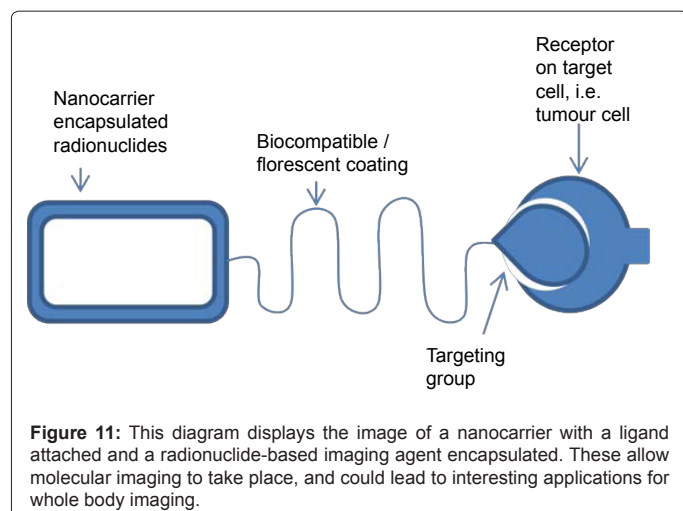 Receptor
on target
cell, i.e.
tumour cell
Nanocarrier
encapsulated
radionuclides
Biocompatible /
florescent coating
Targeting
group
Figure 11: This diagram displays the image of a nanocarrier with a ligand
attached and a radionuclide-based imaging agent encapsulated. These allow
molecular imaging to take place, and could lead to interesting applications for
whole body imaging.